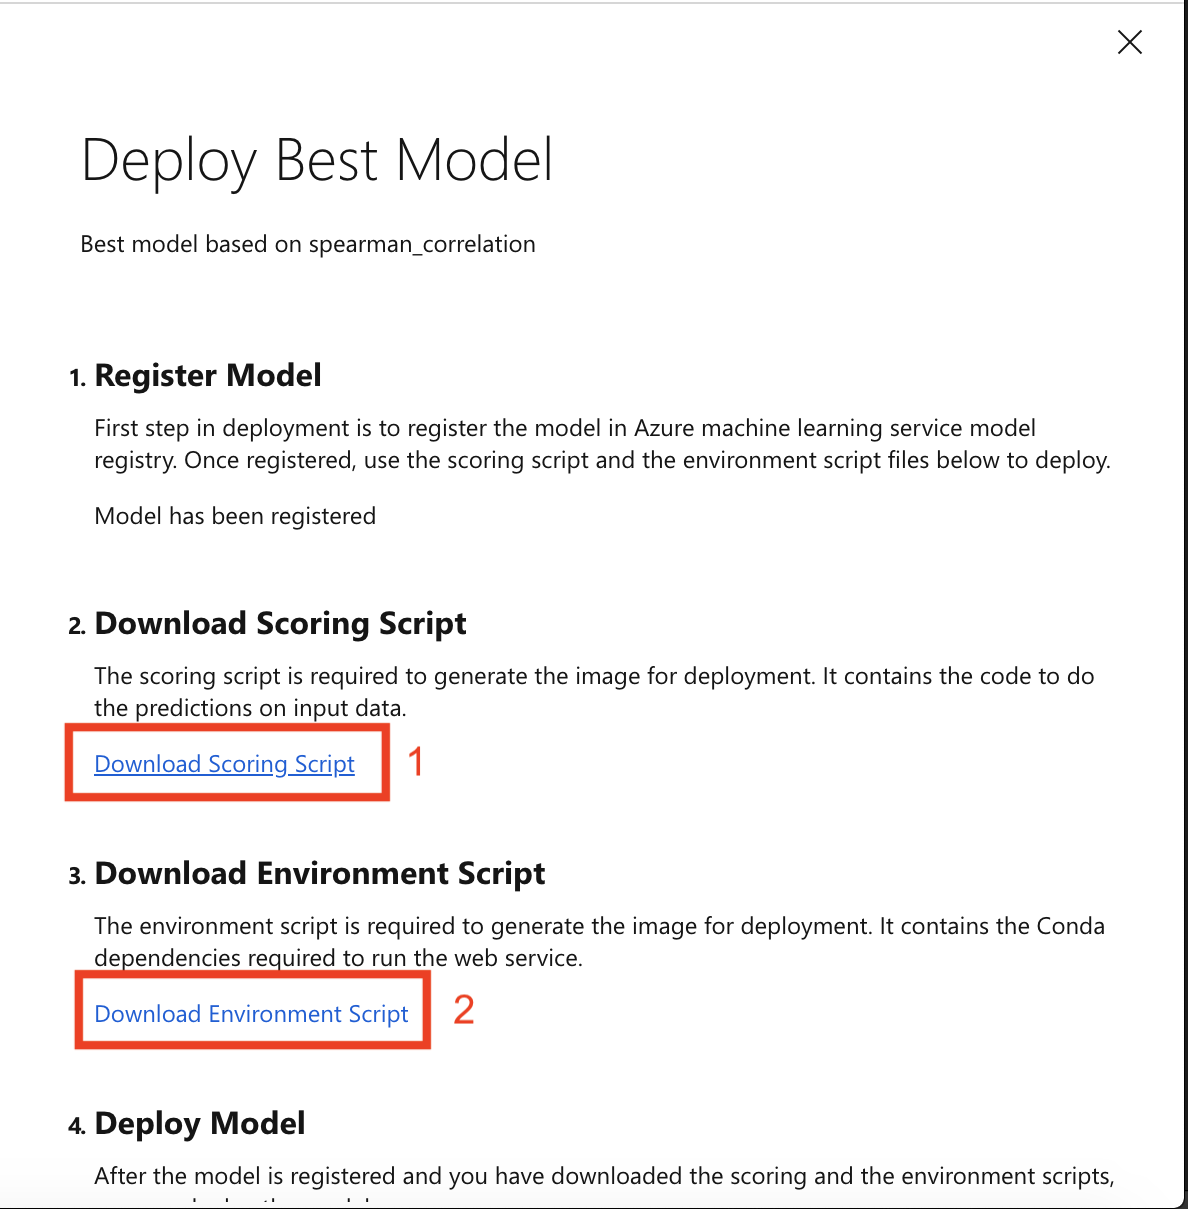 Deploy Best Model
Best model based on spearman_correlation
1. Register Model
First step in deployment is to register the model in Azure machine learning service model
registry. Once registered, use the scoring script and the environment script files below to deploy.
Model has been registered
2. Download Scoring Script
The scoring script is required to generate the image for deployment. It contains the code to do
the predictions on input data.
Download Scoring Script 1
3. Download Environment Script
The environment script is required to generate the image for deployment. It contains the Conda
dependencies required to run the web service.
Download Environment Script 2
4. Deploy Model
After the model is registered and you have downloaded the scoring and the environment scripts,